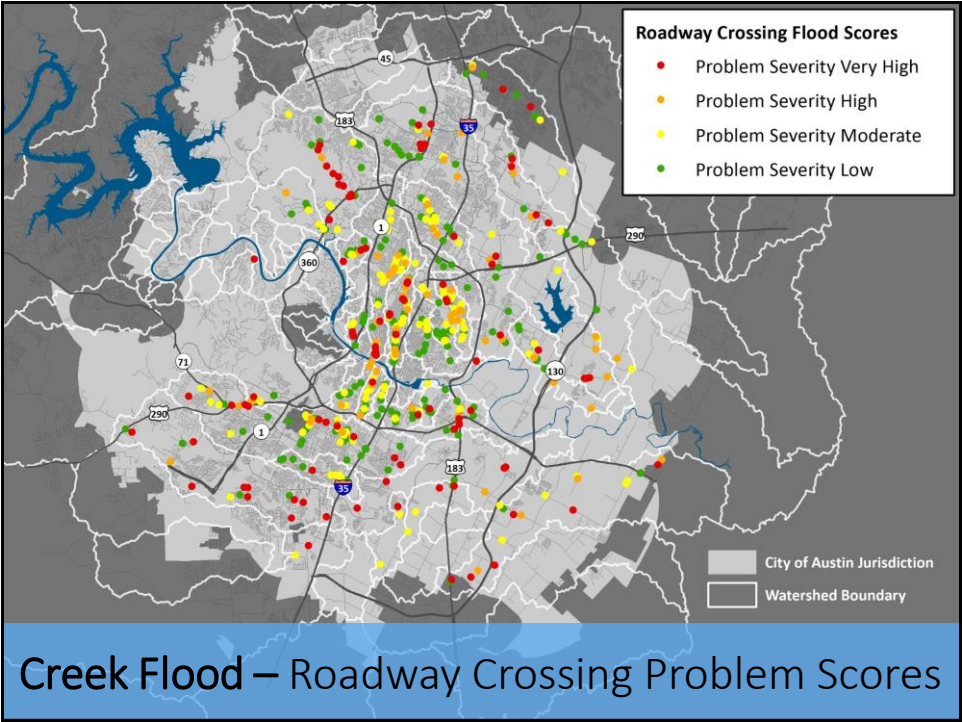 Roadway Crossing Flood Scores
Problem Severity Very High
Problem Severity High
Problem Severity Moderate
Problem Severity Low
45
183
35
1
290
360
71
130
290
1
183
35
City of Austin Jurisdiction
Watershed Boundary
Creek Flood – Roadway Crossing Problem Scores